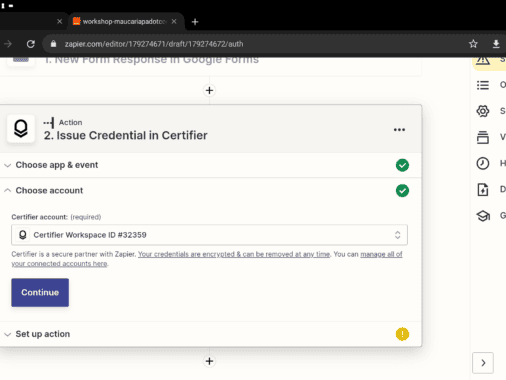 workshop-maucariapadotco
zapier.com/editor/179274671/draft/179274672/auth
1. New Form Response in Google Forms
Action
2. Issue Credential in Certifier
Choose app & event
Choose account
Certifier account: (required)
Certifier Workspace ID #32359
Certifier is a secure partner with Zapier. Your credentials are encrypted & can be removed at any time. You can manage all of
your connected accounts here.
Continue
Set up action
S
O
S
V
H
D
G